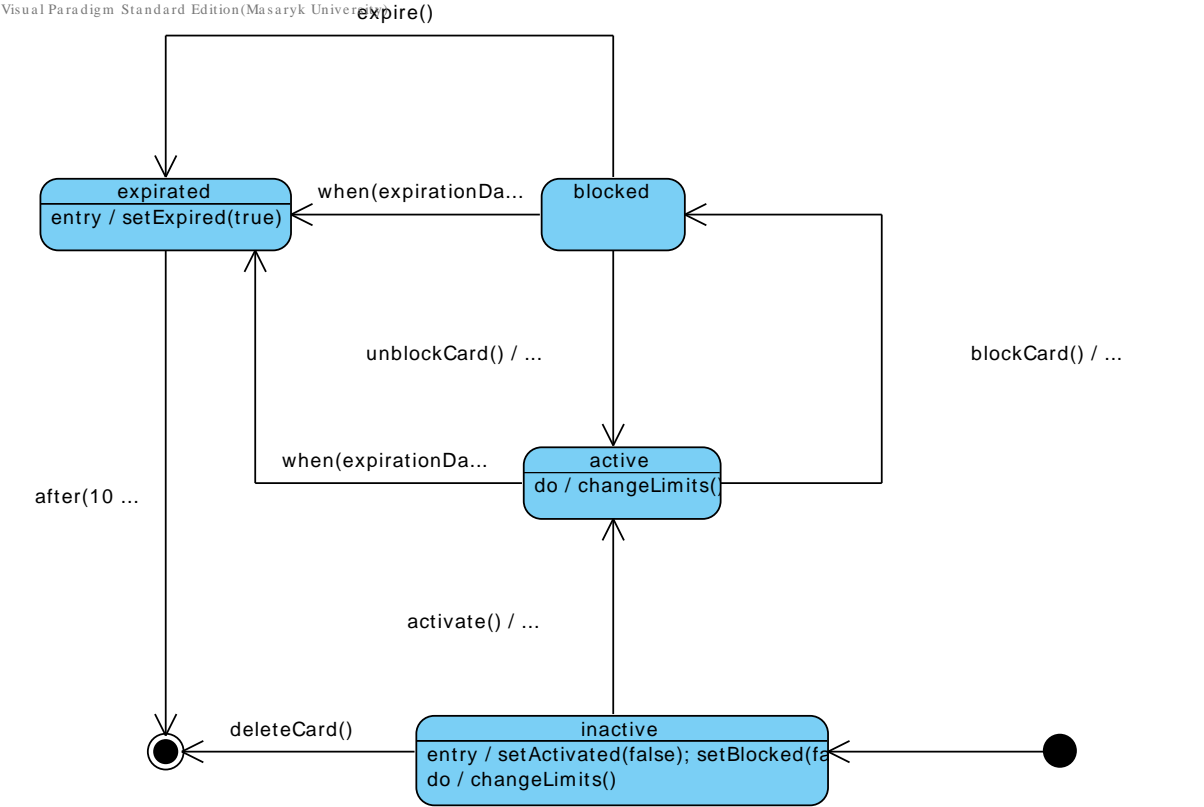 Visual Paradigm Standard Edition(Masaryk University)
expire()
expirated
entry / setExpired(true)
when(expirationDa...
blocked
unblockCard() / ...
blockCard() / ...
when(expirationDa...
active
do / changeLimits()
after(10 ...
activate() / ...
deleteCard()
inactive
entry / setActivated(false); setBlocked(fa
do / changeLimits()